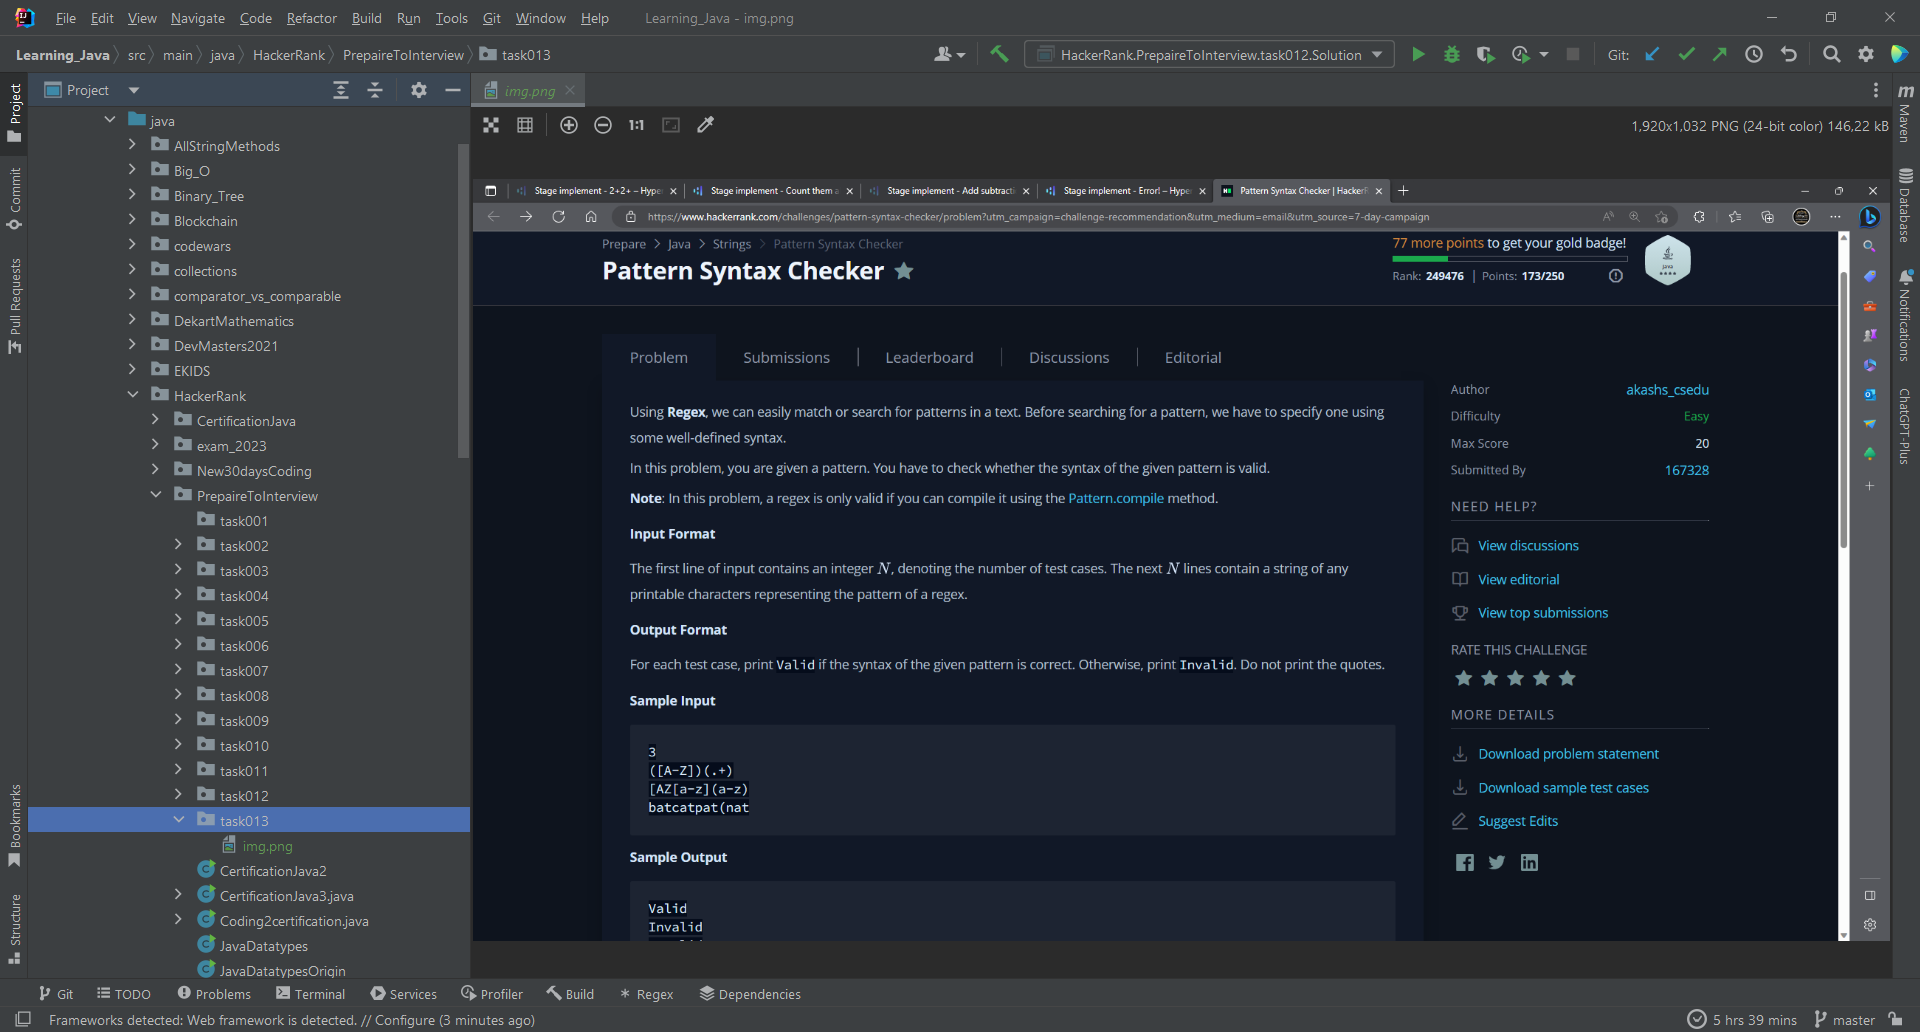 File Edit View Navigate Code Refactor Build Run Tools Git Window Help Learning_Java - img.png
Learning_Java src main java HackerRank PrepaireToInterview task013
HackerRank.PrepaireToInterview.task012.Solution
Git:
Project
img.png
1:1
1,920x1,032 PNG (24-bit color) 146,22 kB
Project
Commit
Pull Requests
Bookmarks
Structure
java
AllStringMethods
Big_O
Binary_Tree
Blockchain
codewars
collections
comparator_vs_comparable
DekartMathematics
DevMasters2021
EKIDS
HackerRank
CertificationJava
exam_2023
New30daysCoding
PrepaireToInterview
task001
task002
task003
task004
task005
task006
task007
task008
task009
task010
task011
task012
task013
img.png
CertificationJava2
CertificationJava3.java
Coding2certification.java
JavaDatatypes
JavaDatatypesOrigin
Stage implement - 2+2+ – Hyper
Stage implement - Count them a
Stage implement - Add subtracti
Stage implement - Error! – Hyper
Pattern Syntax Checker | HackerR
https://www.hackerrank.com/challenges/pattern-syntax-checker/problem?utm_campaign=challenge-recommendation&utm_medium=email&utm_source=7-day-campaign
Prepare > Java > Strings > Pattern Syntax Checker
Pattern Syntax Checker
77 more points to get your gold badge!
Rank: 249476 | Points: 173/250
Java
Problem Submissions Leaderboard Discussions Editorial
Using Regex, we can easily match or search for patterns in a text. Before searching for a pattern, we have to specify one using
some well-defined syntax.
In this problem, you are given a pattern. You have to check whether the syntax of the given pattern is valid.
Note: In this problem, a regex is only valid if you can compile it using the Pattern.compile method.
Input Format
The first line of input contains an integer N, denoting the number of test cases. The next N lines contain a string of any
printable characters representing the pattern of a regex.
Output Format
For each test case, print Valid if the syntax of the given pattern is correct. Otherwise, print Invalid. Do not print the quotes.
Sample Input
3
([A-Z])(.+)
[AZ[a-z](a-z)
batcatpat(nat
Sample Output
Valid
Invalid
Author akashs_csedu
Difficulty Easy
Max Score 20
Submitted By 167328
NEED HELP?
View discussions
View editorial
View top submissions
RATE THIS CHALLENGE
MORE DETAILS
Download problem statement
Download sample test cases
Suggest Edits
Maven
Database
Notifications
ChatGPT-Plus
Git TODO Problems Terminal Services Profiler Build Regex Dependencies
Frameworks detected: Web framework is detected. // Configure (3 minutes ago)
5 hrs 39 mins master